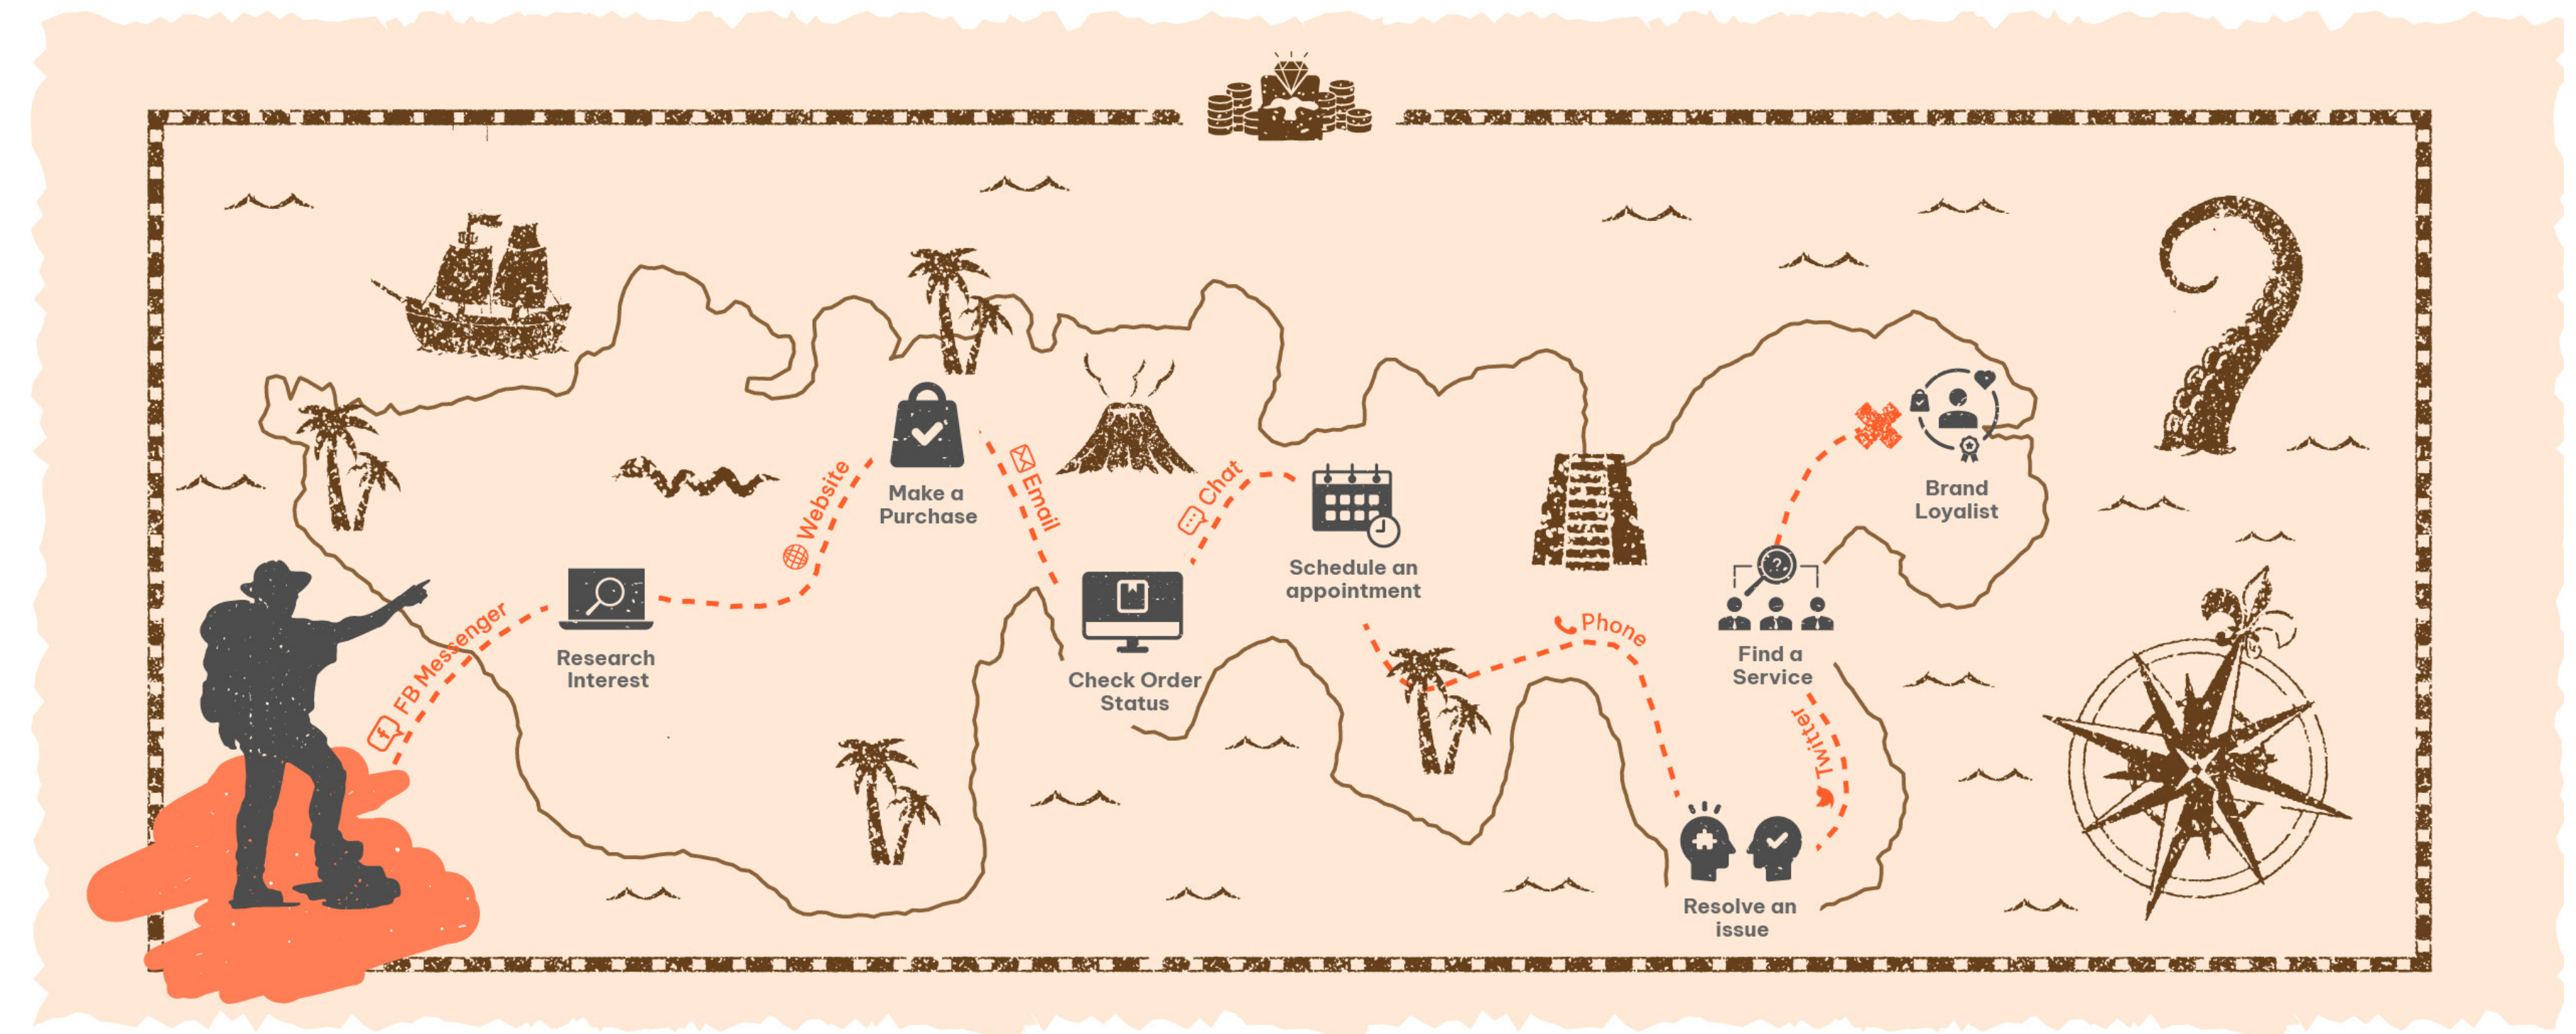 FB Messenger
Research
Interest
Website
Make a
Purchase
Email
Check Order
Status
Chat
Schedule an
appointment
Phone
Resolve an
issue
Twitter
Find a
Service
Brand
Loyalist